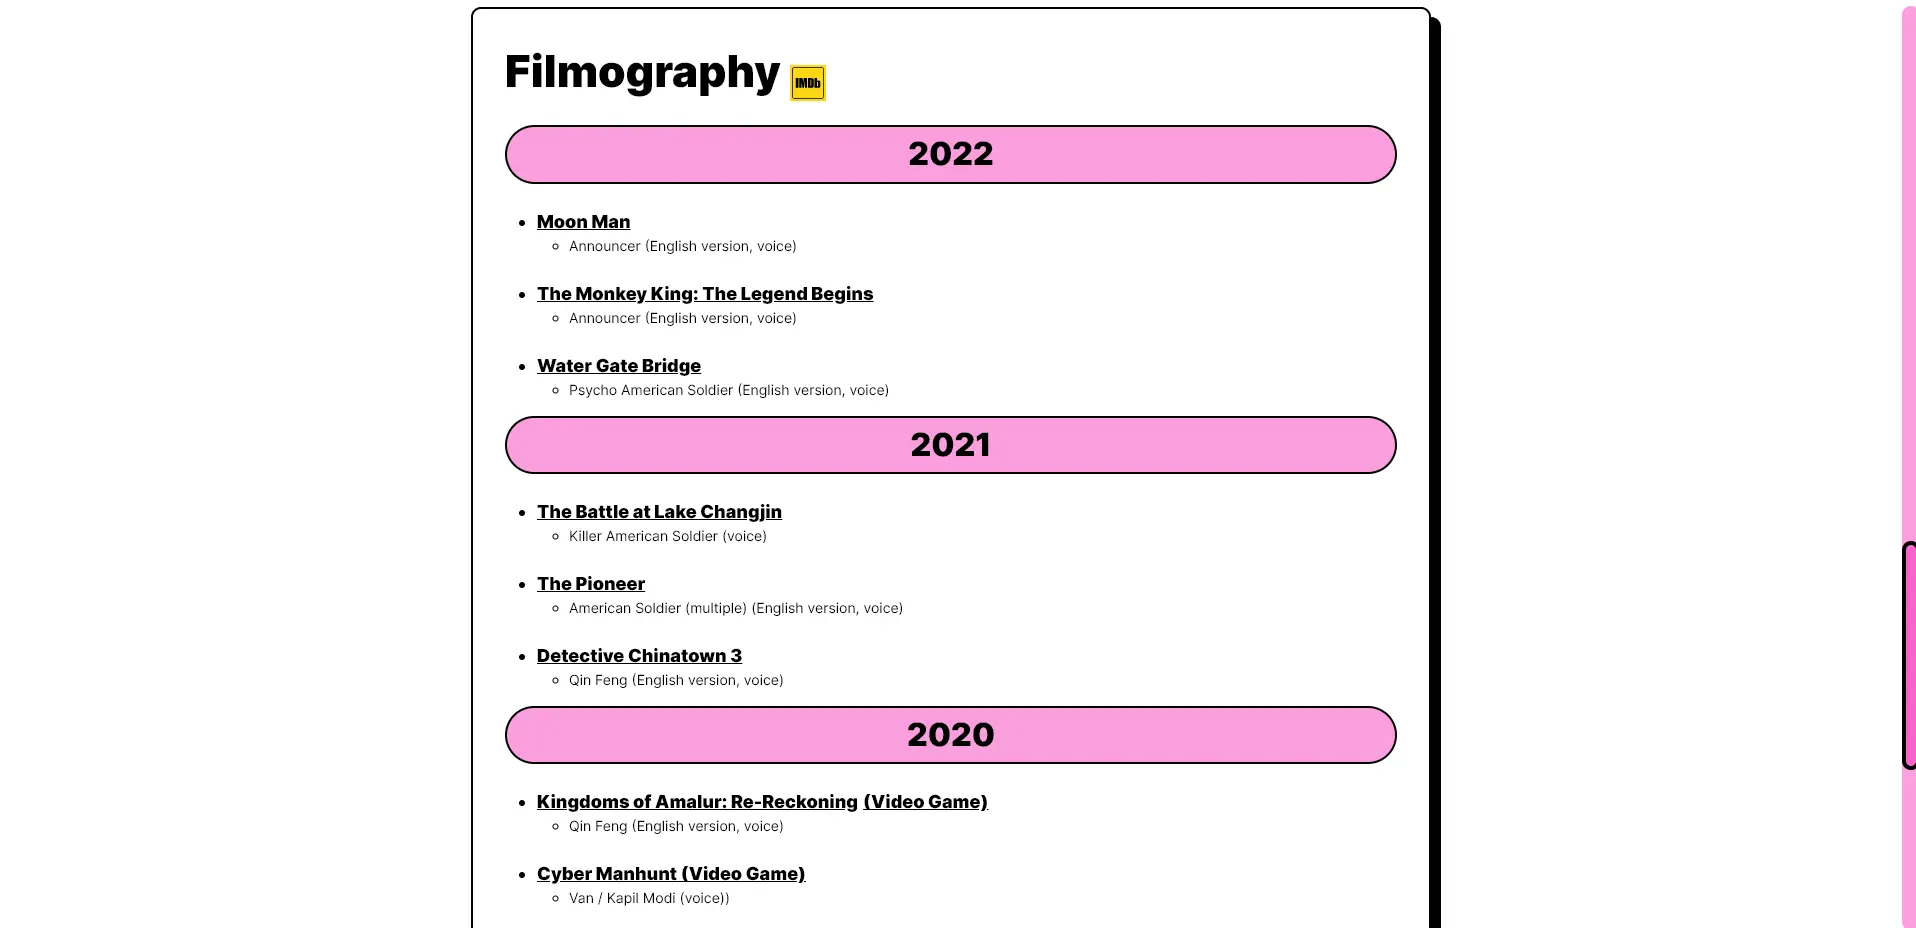 Filmography IMDb
2022
Moon Man
Announcer (English version, voice)
The Monkey King: The Legend Begins
Announcer (English version, voice)
Water Gate Bridge
Psycho American Soldier (English version, voice)
2021
The Battle at Lake Changjin
Killer American Soldier (voice)
The Pioneer
American Soldier (multiple) (English version, voice)
Detective Chinatown 3
Qin Feng (English version, voice)
2020
Kingdoms of Amalur: Re-Reckoning (Video Game)
Qin Feng (English version, voice)
Cyber Manhunt (Video Game)
Van / Kapil Modi (voice))